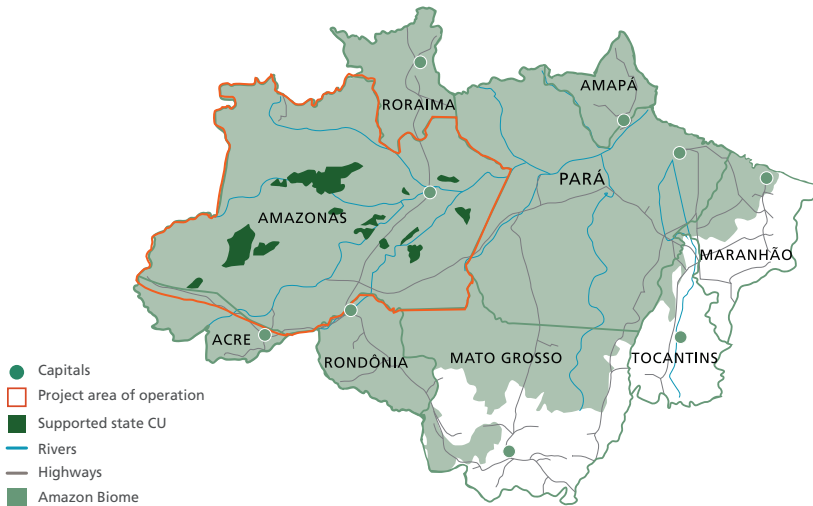 AMAPÁ
RORAIMA
PARÁ
AMAZONAS
MARANHÃO
ACRE
RONDÔNIA
MATO GROSSO
TOCANTINS
Capitals
Project area of operation
Supported state CU
Rivers
Highways
Amazon Biome